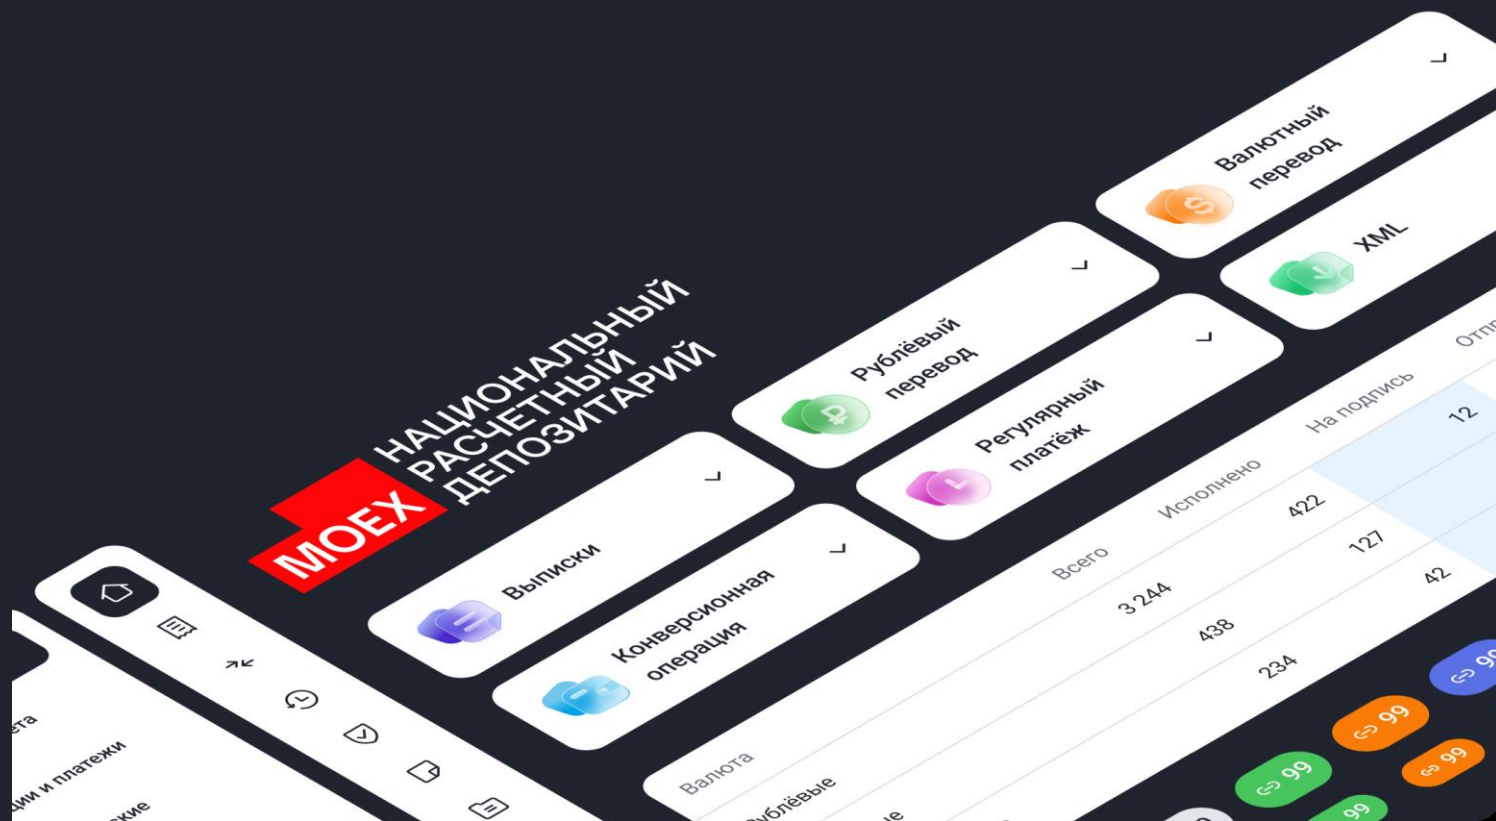 MOEX
НАЦИОНАЛЬНЫЙ
РАСЧЕТНЫЙ
ДЕПОЗИТАРИЙ
Выписки
Рублёвый
перевод
Валютный
перевод
Конверсионная
операция
Регулярный
платёж
XML
Валюта
Всего
Исполнено
На подпись
Рублёвые
3 244
422
12
438
127
234
42
и платежи
99
99
99
99
99